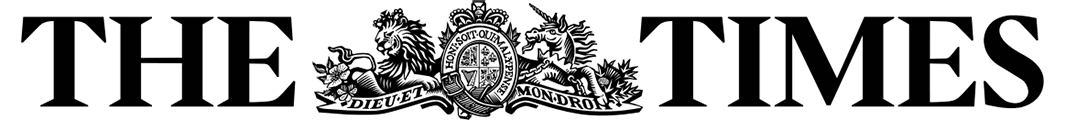 THE TIMES
HONI·SOIT·QUI·MAL·Y·PENSE
DIEU·ET MON·DROIT